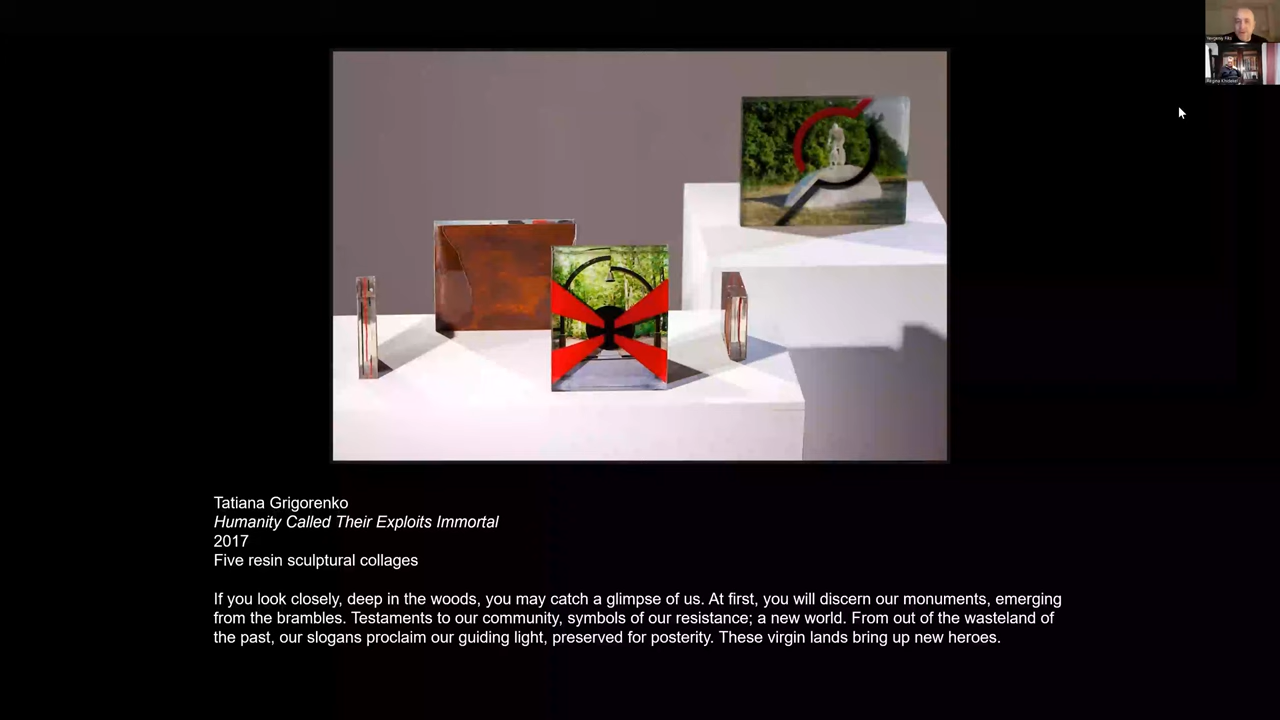 Tatiana Grigorenko
Humanity Called Their Exploits Immortal
2017
Five resin sculptural collages
If you look closely, deep in the woods, you may catch a glimpse of us. At first, you will discern our monuments, emerging
from the brambles. Testaments to our community, symbols of our resistance; a new world. From out of the wasteland of
the past, our slogans proclaim our guiding light, preserved for posterity. These virgin lands bring up new heroes.